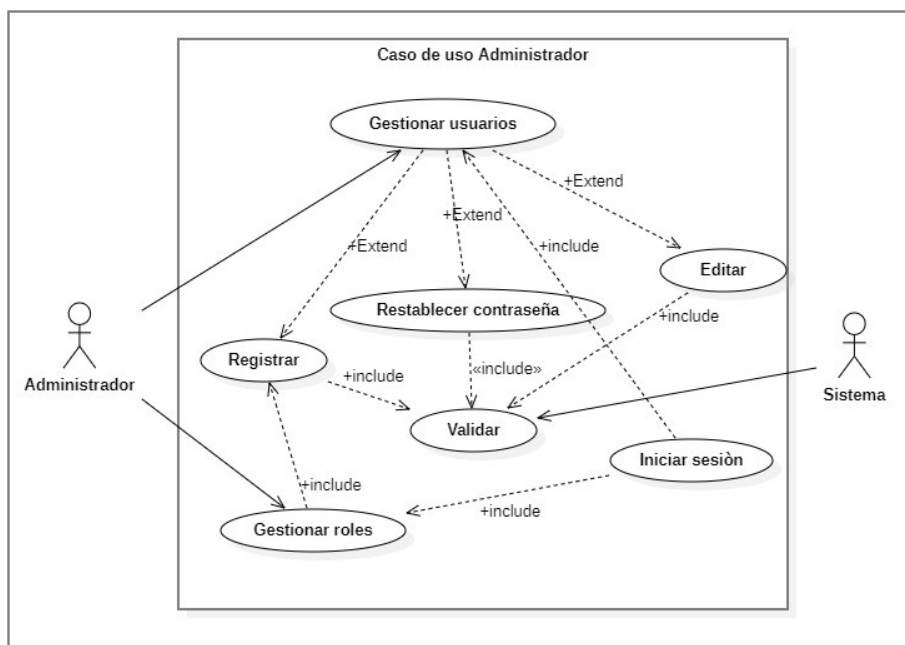 Caso de uso Administrador
Gestionar usuarios
+Extend
+Extend
+Extend
+include
Editar
Restablecer contraseña
+include
Registrar
+include
«include»
Administrador
Sistema
Validar
Iniciar sesiòn
+include
+include
Gestionar roles